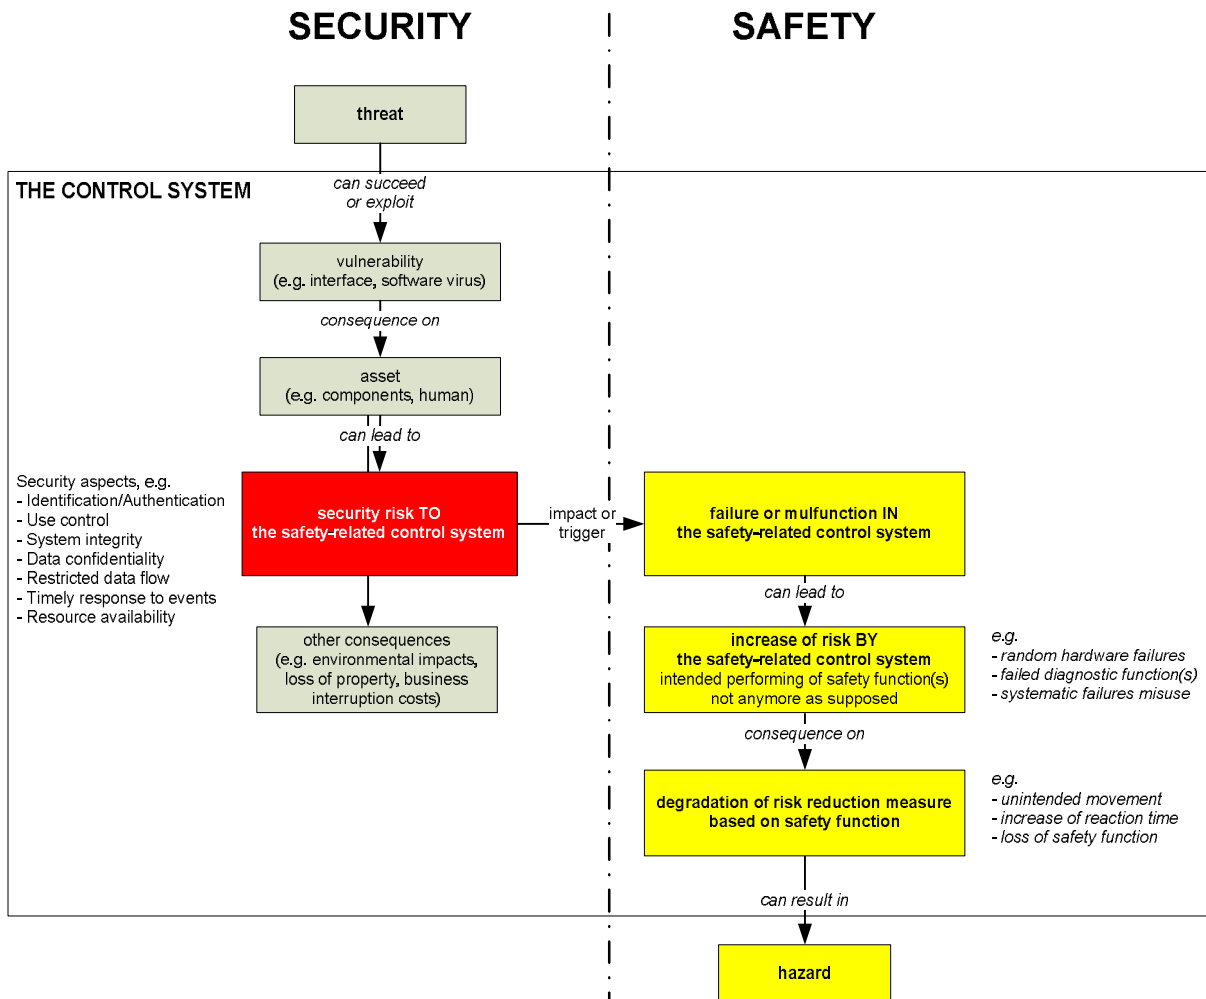 SECURITY
SAFETY
threat
THE CONTROL SYSTEM
can succeed
or exploit
vulnerability
(e.g. interface, software virus)
consequence on
asset
(e.g. components, human)
can lead to
Security aspects, e.g.
- Identification/Authentication
- Use control
- System integrity
- Data confidentiality
- Restricted data flow
- Timely response to events
- Resource availability
security risk TO
the safety-related control system
impact or
trigger
failure or mulfunction IN
the safety-related control system
can lead to
other consequences
(e.g. environmental impacts,
loss of property, business
interruption costs)
increase of risk BY
the safety-related control system
intended performing of safety function(s)
not anymore as supposed
e.g.
- random hardware failures
- failed diagnostic function(s)
- systematic failures misuse
consequence on
degradation of risk reduction measure
based on safety function
e.g.
- unintended movement
- increase of reaction time
- loss of safety function
can result in
hazard